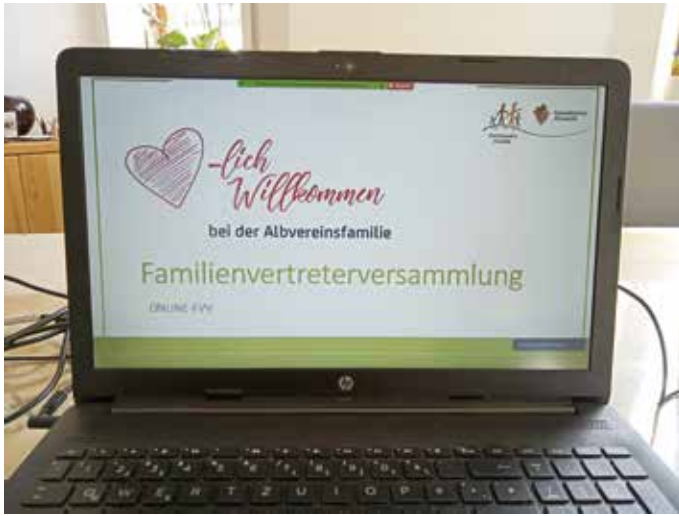 -lich
Willkommen
bei der Albvereinsfamilie
Familienvertreterversammlung
ONLINE-FVV
hp
Q W E R T Z U I O P